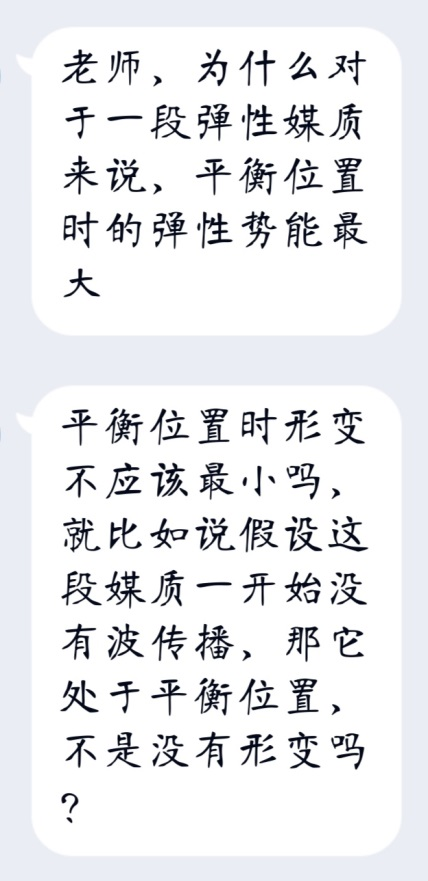 老师，为什么对
于一段弹性媒质
来说，平衡位置
时的弹性势能最
大
平衡位置时形变
不应该最小吗，
就比如说假设这
段媒质一开始没
有波传播，那它
处于平衡位置，
不是没有形变吗
？